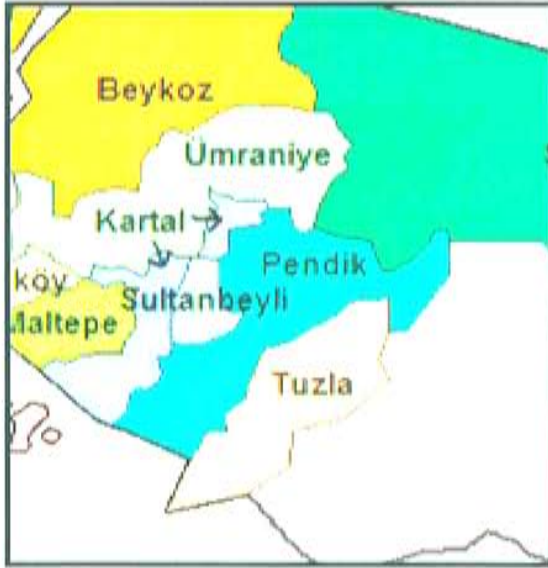 Beykoz
Ümraniye
Kartal
Pendik
köy
Sultanbeyli
Maltepe
Tuzla